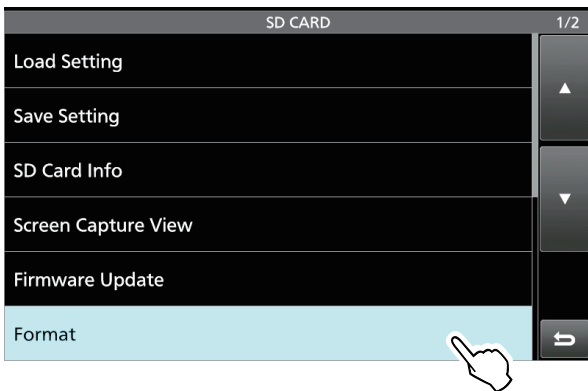 SD CARD 1/2
Load Setting
Save Setting
SD Card Info
Screen Capture View
Firmware Update
Format